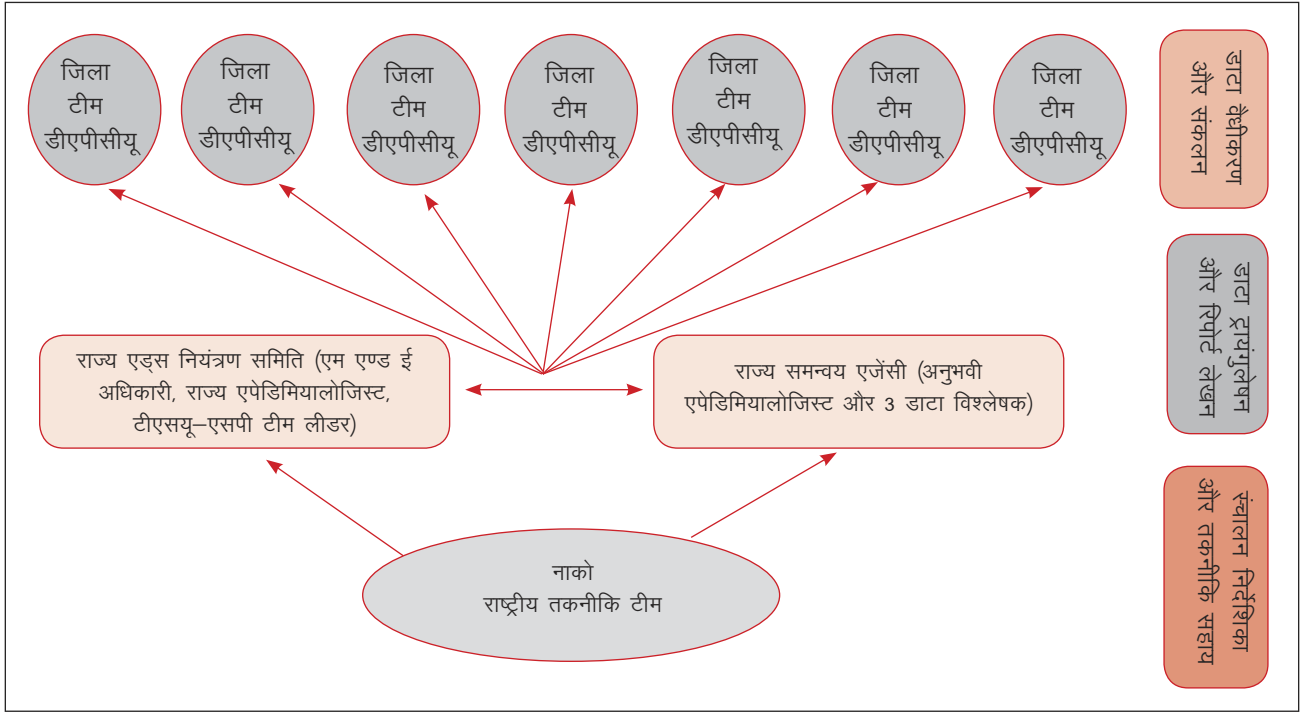 जिला
टीम
डीएपीसीयू
जिला
टीम
डीएपीसीयू
जिला
टीम
डीएपीसीयू
जिला
टीम
डीएपीसीयू
जिला
टीम
डीएपीसीयू
जिला
टीम
डीएपीसीयू
जिला
टीम
डीएपीसीयू
डाटा वैद्यीकरण
और संकलन
राज्य एड्स नियंत्रण समिति (एम एण्ड ई
अधिकारी, राज्य एपेडिमियालोजिस्ट,
टीएसयू–एसपी टीम लीडर)
राज्य समन्वय एजेंसी (अनुभवी
एपेडिमियालोजिस्ट और 3 डाटा विश्लेषक)
डाटा ट्रायंगुलेषन
और रिपोर्ट लेखन
नाको
राष्ट्रीय तकनीकि टीम
संचालन निर्देशिका
और तकनीकि सहाय